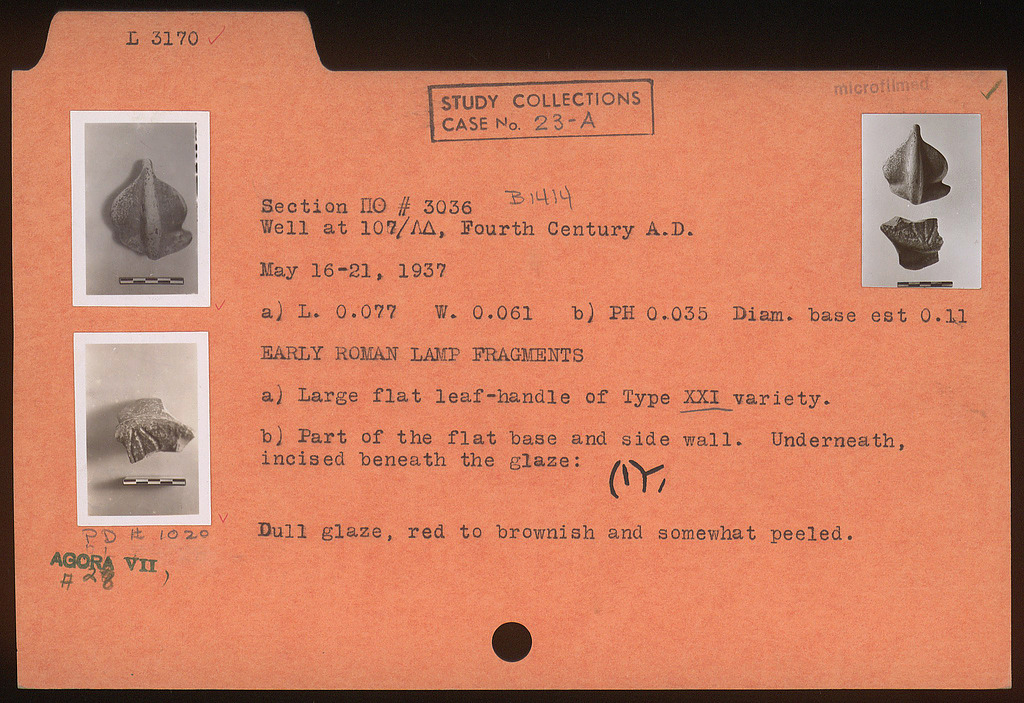 L 3170
STUDY COLLECTIONS
CASE No. 23-A
microfilmed
B1414
Section ΠΘ # 3036
Well at 107/ΛΔ, Fourth Century A.D.
May 16-21, 1937
a) L. 0.077 W. 0.061 b) PH 0.035 Diam. base est 0.11
EARLY ROMAN LAMP FRAGMENTS
a) Large flat leaf-handle of Type XXI variety.
b) Part of the flat base and side wall. Underneath,
incised beneath the glaze:
Dull glaze, red to brownish and somewhat peeled.
PD # 1020
AGORA VII
# 28